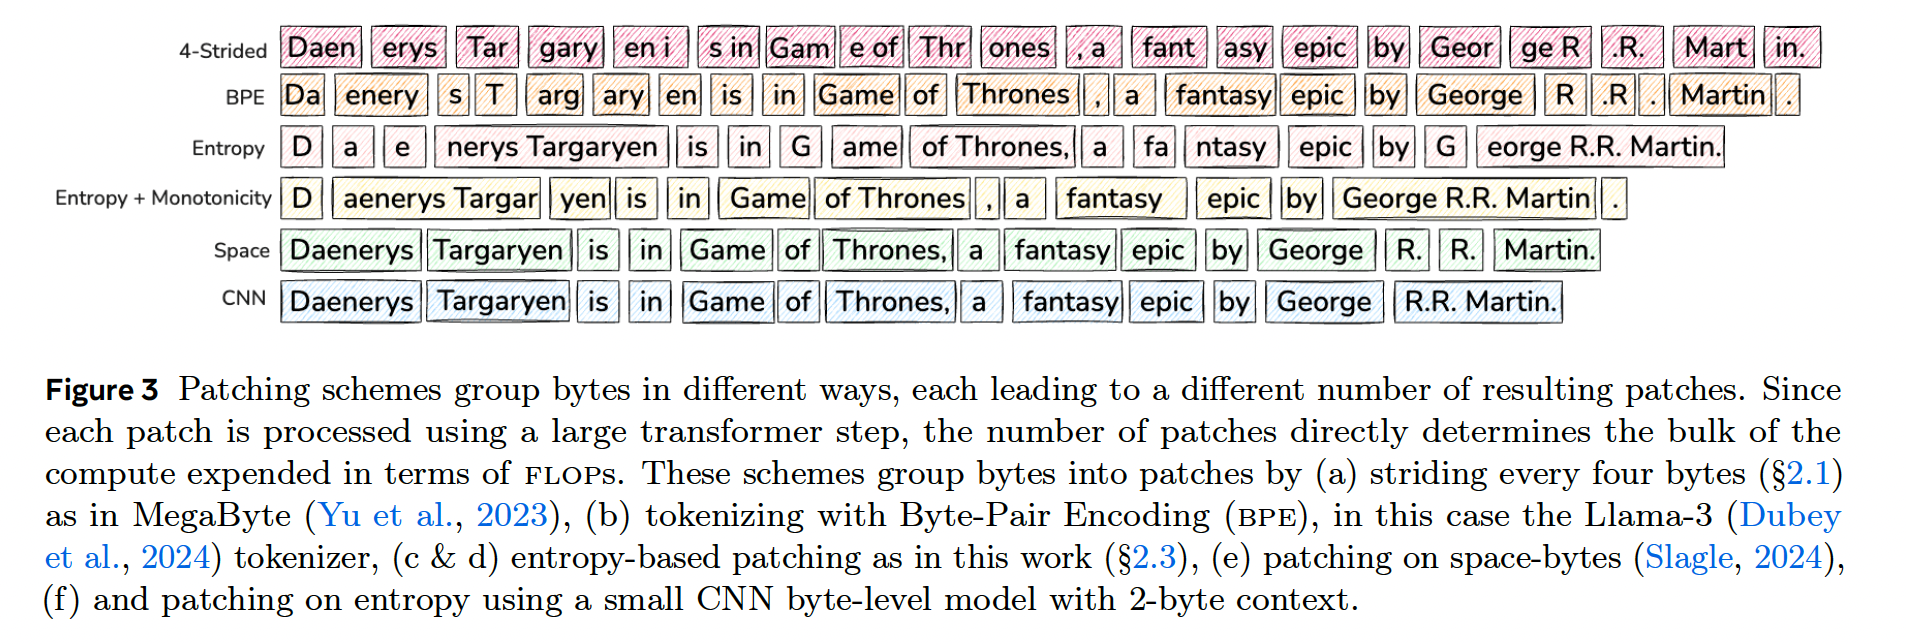 4-Strided Daen erys Tar gary en i s in Gam e of Thr ones , a fant asy epic by Geor ge R .R. Mart in.
BPE Da enery s T arg ary en is in Game of Thrones , a fantasy epic by George R .R . Martin .
Entropy D a e nerys Targaryen is in G ame of Thrones, a fa ntasy epic by G eorge R.R. Martin.
Entropy + Monotonicity D aenerys Targar yen is in Game of Thrones , a fantasy epic by George R.R. Martin .
Space Daenerys Targaryen is in Game of Thrones, a fantasy epic by George R. R. Martin.
CNN Daenerys Targaryen is in Game of Thrones, a fantasy epic by George R.R. Martin.
Figure 3 Patching schemes group bytes in different ways, each leading to a different number of resulting patches. Since
each patch is processed using a large transformer step, the number of patches directly determines the bulk of the
compute expended in terms of FLOPs. These schemes group bytes into patches by (a) striding every four bytes (§2.1)
as in MegaByte (Yu et al., 2023), (b) tokenizing with Byte-Pair Encoding (BPE), in this case the Llama-3 (Dubey
et al., 2024) tokenizer, (c & d) entropy-based patching as in this work (§2.3), (e) patching on space-bytes (Slagle, 2024),
(f) and patching on entropy using a small CNN byte-level model with 2-byte context.